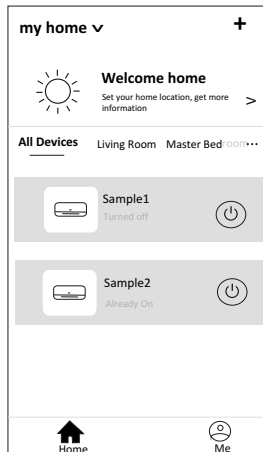 my home
+
Welcome home
Set your home location, get more
information
>
All Devices Living Room Master Bedroom ...
Sample1
Turned off
Sample2
Already On
Home Me